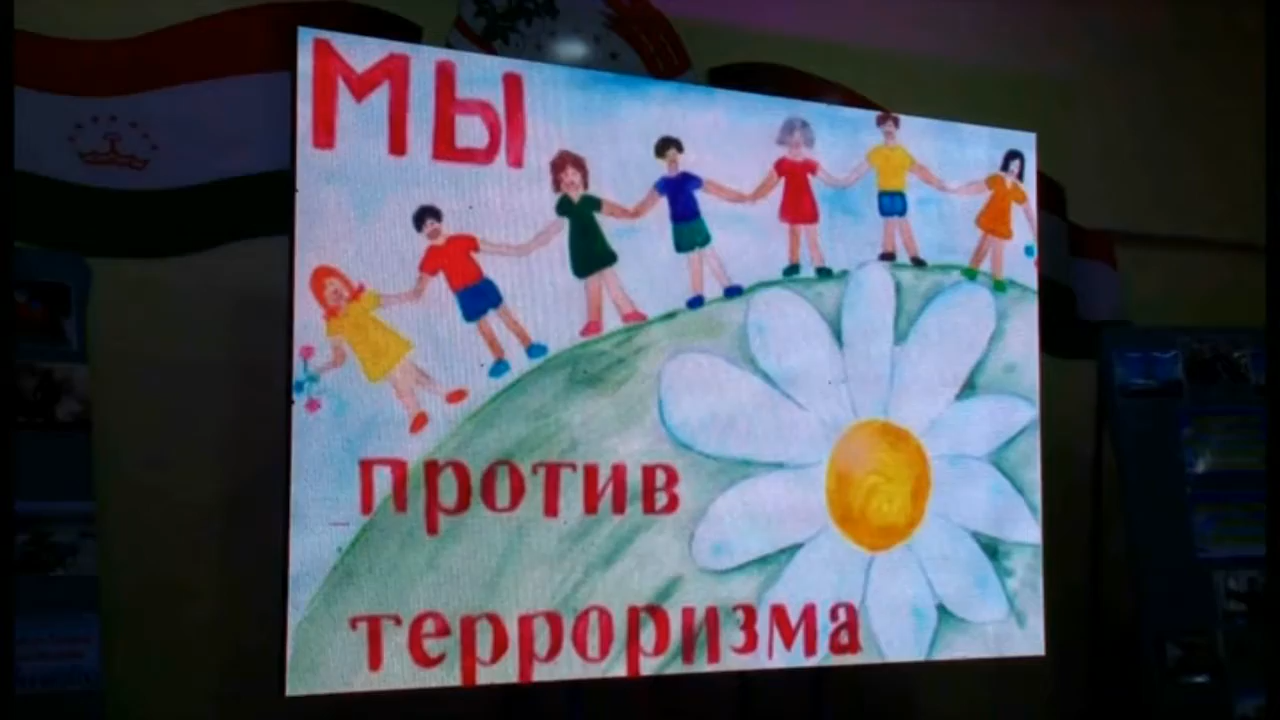 мы
против
терроризма